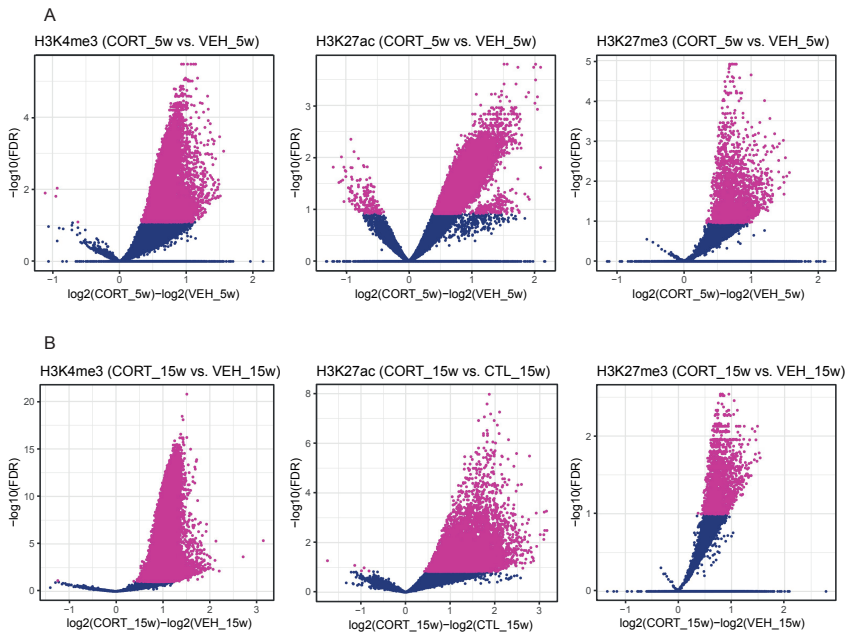 A
H3K4me3 (CORT_5w vs. VEH_5w)
H3K27ac (CORT_5w vs. VEH_5w)
H3K27me3 (CORT_5w vs. VEH_5w)
−log10(FDR)
4
2
0
−1
0
1
2
log2(CORT_5w)−log2(VEH_5w)
−log10(FDR)
3
2
1
0
−1
0
1
2
log2(CORT_5w)−log2(VEH_5w)
−log10(FDR)
5
4
3
2
1
0
−1
0
1
2
log2(CORT_5w)−log2(VEH_5w)
B
H3K4me3 (CORT_15w vs. VEH_15w)
H3K27ac (CORT_15w vs. CTL_15w)
H3K27me3 (CORT_15w vs. VEH_15w)
−log10(FDR)
20
15
10
5
0
−1
0
1
2
3
log2(CORT_15w)−log2(VEH_15w)
−log10(FDR)
8
6
4
2
0
−1
0
1
2
3
log2(CORT_15w)−log2(CTL_15w)
−log10(FDR)
2
1
0
−1
0
1
2
log2(CORT_15w)−log2(VEH_15w)